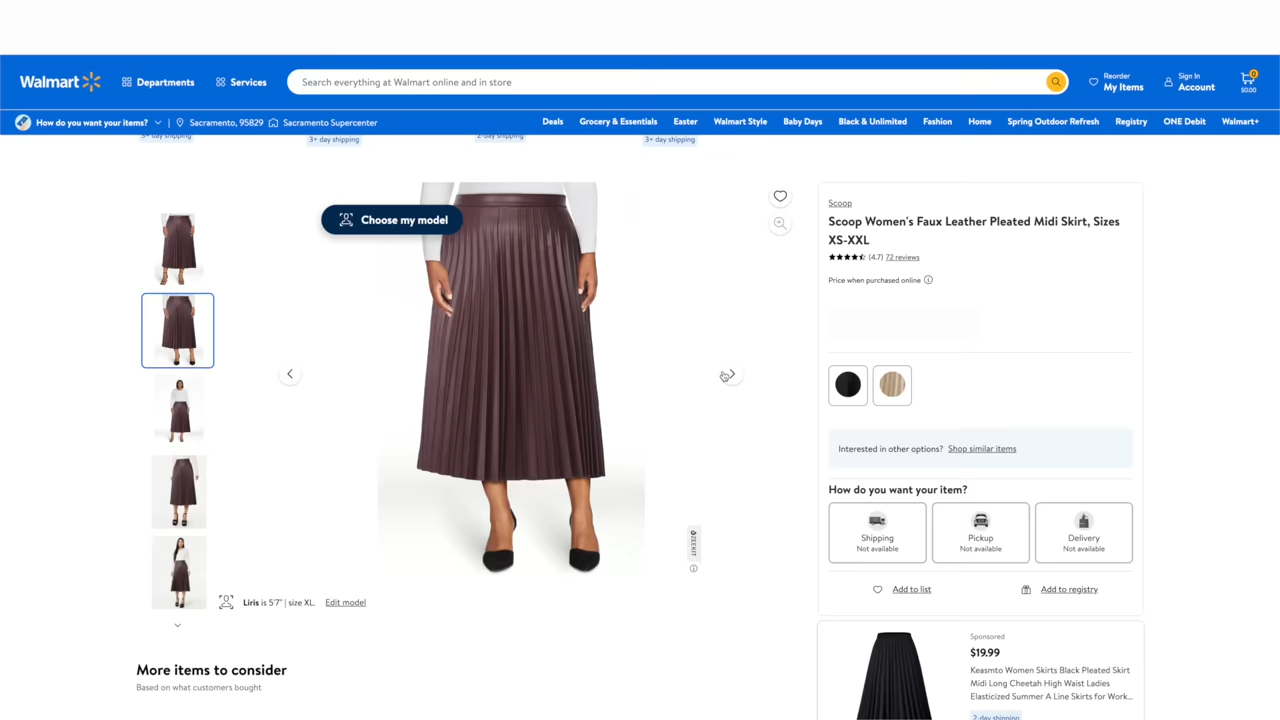 Walmart
Departments
Services
Search everything at Walmart online and in store
Reorder
My Items
Sign In
Account
0
$0.00
How do you want your items?
Sacramento, 95829
Sacramento Supercenter
Deals
Grocery & Essentials
Easter
Walmart Style
Baby Days
Black & Unlimited
Fashion
Home
Spring Outdoor Refresh
Registry
ONE Debit
Walmart+
3+ day shipping
3+ day shipping
2-day shipping
3+ day shipping
Choose my model
ZEEKIT
Liris is 5'7" | size XL.
Edit model
Scoop
Scoop Women's Faux Leather Pleated Midi Skirt, Sizes
XS-XXL
(4.7) 72 reviews
Price when purchased online
Interested in other options? Shop similar items
How do you want your item?
Shipping
Not available
Pickup
Not available
Delivery
Not available
Add to list
Add to registry
More items to consider
Based on what customers bought
Sponsored
$19.99
Keasmto Women Skirts Black Pleated Skirt
Midi Long Cheetah High Waist Ladies
Elasticized Summer A Line Skirts for Work...
2-day shipping